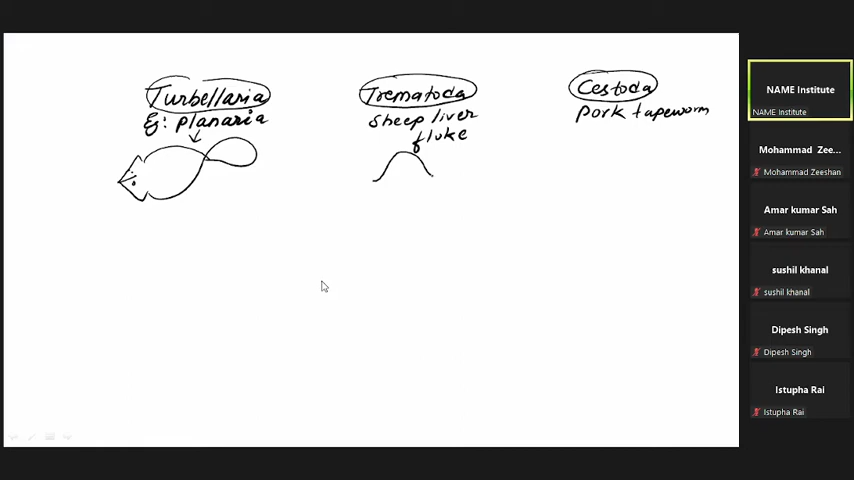 Turbellaria
Eg: planaria
Trematoda
sheep liver
fluke
Cestoda
pork tapeworm
NAME Institute
NAME Institute
Mohammad Zee...
Mohammad Zeeshan
Amar kumar Sah
Amar kumar Sah
sushil khanal
sushil khanal
Dipesh Singh
Dipesh Singh
Istupha Rai
Istupha Rai